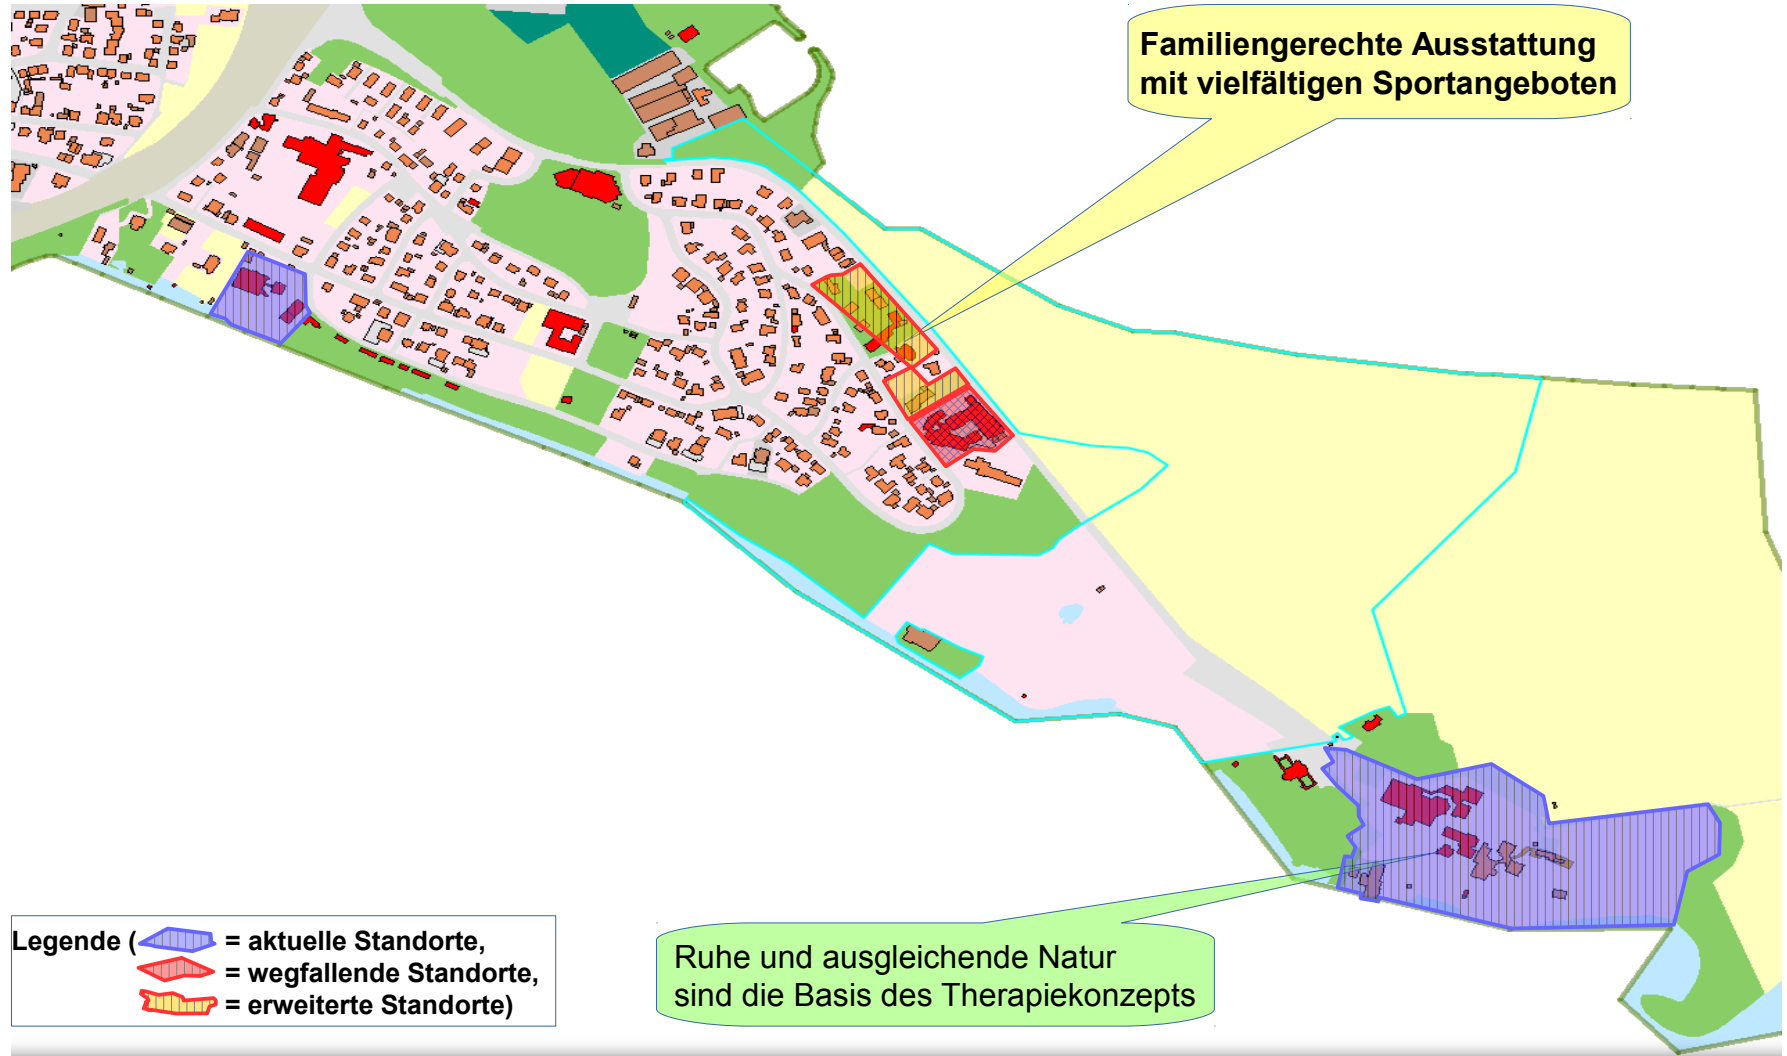 Familiengerechte Ausstattung
mit vielfältigen Sportangeboten
Legende ( = aktuelle Standorte,
= wegfallende Standorte,
= erweiterte Standorte)
Ruhe und ausgleichende Natur
sind die Basis des Therapiekonzepts